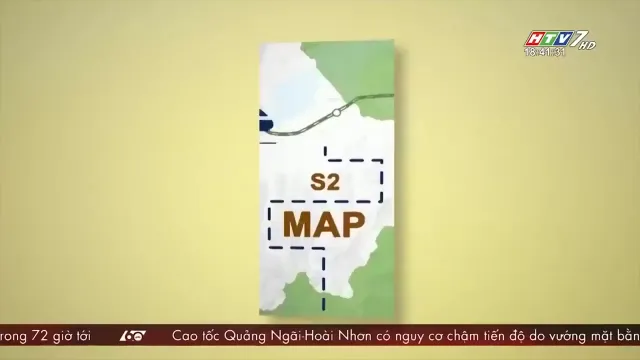 HTV7 HD
18:41:31
S2
MAP
rong 72 giờ tới 60 Cao tốc Quảng Ngãi-Hoài Nhơn có nguy cơ chậm tiến độ do vướng mặt bằn